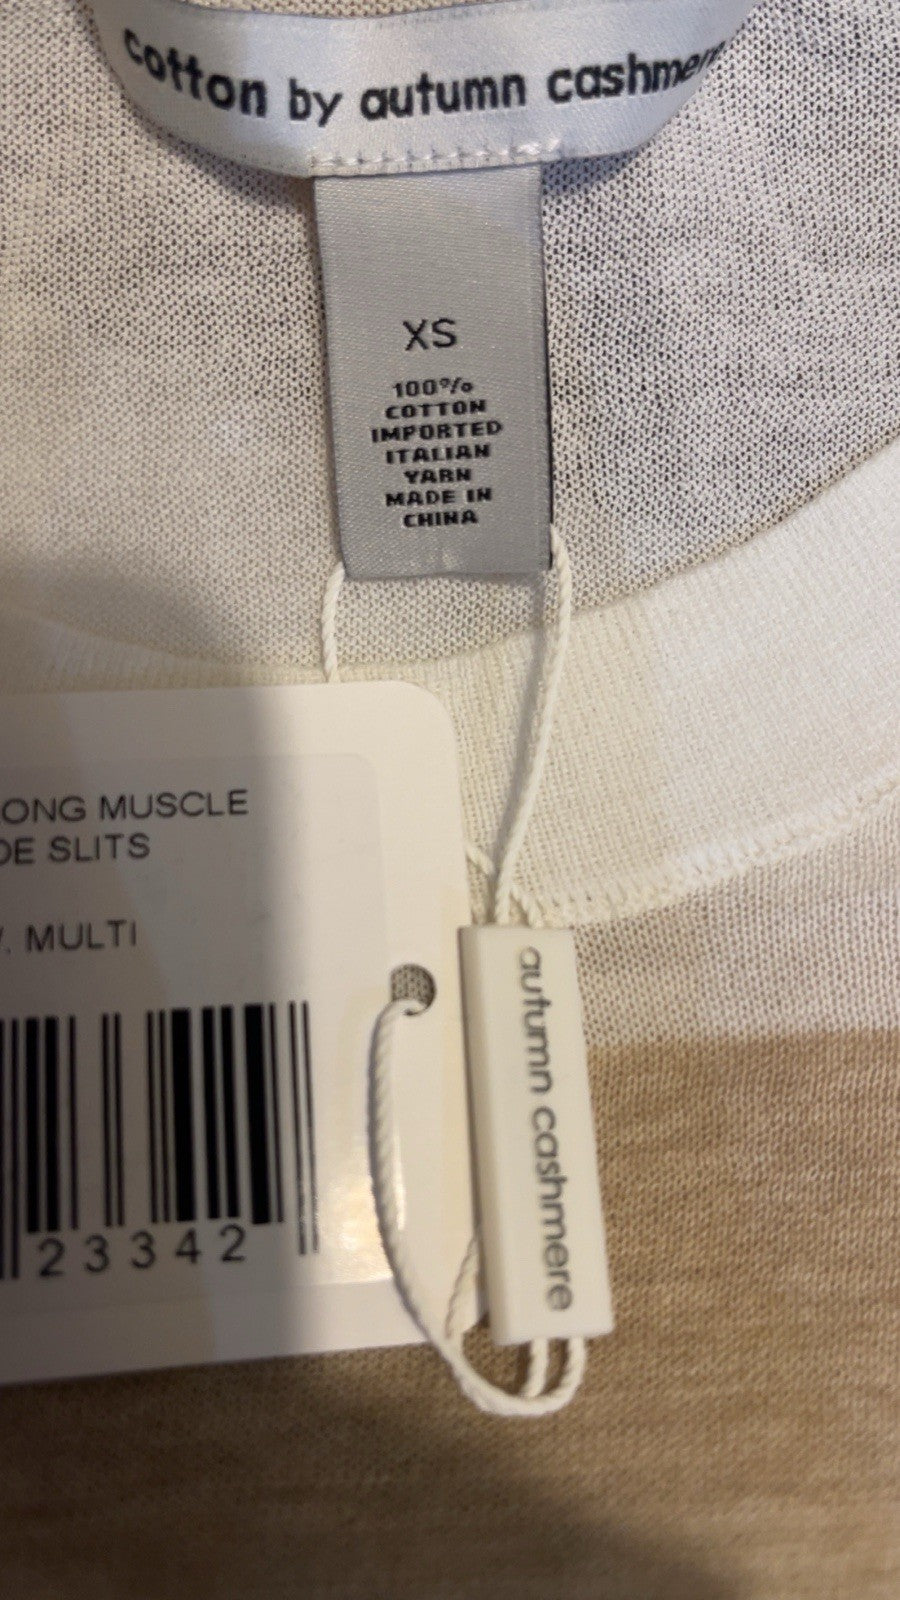 cotton by autumn cashmere
XS
100%
COTTON
IMPORTED
ITALIAN
YARN
MADE IN
CHINA
ONG MUSCLE
DE SLITS
. MULTI
23342
autumn cashmere